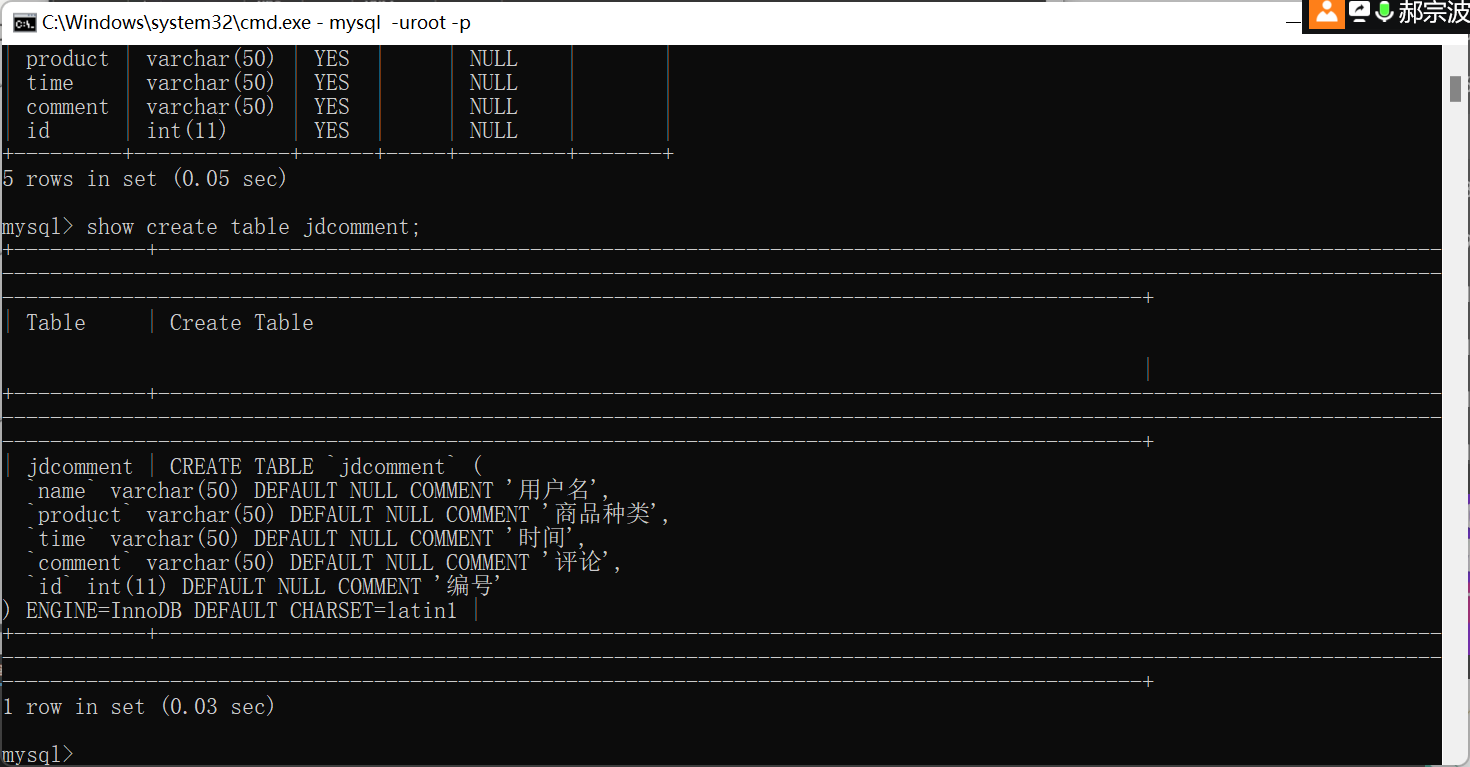 C:\Windows\system32\cmd.exe - mysql -uroot -p
郝宗波
| product | varchar(50) | YES | | NULL | |
| time | varchar(50) | YES | | NULL | |
| comment | varchar(50) | YES | | NULL | |
| id | int(11) | YES | | NULL | |
+---------+-------------+------+-----+---------+-------+
5 rows in set (0.05 sec)
mysql> show create table jdcomment;
| Table | Create Table
|
| jdcomment | CREATE TABLE `jdcomment` (
`name` varchar(50) DEFAULT NULL COMMENT '用户名',
`product` varchar(50) DEFAULT NULL COMMENT '商品种类',
`time` varchar(50) DEFAULT NULL COMMENT '时间',
`comment` varchar(50) DEFAULT NULL COMMENT '评论',
`id` int(11) DEFAULT NULL COMMENT '编号'
) ENGINE=InnoDB DEFAULT CHARSET=latin1 |
1 row in set (0.03 sec)
mysql>